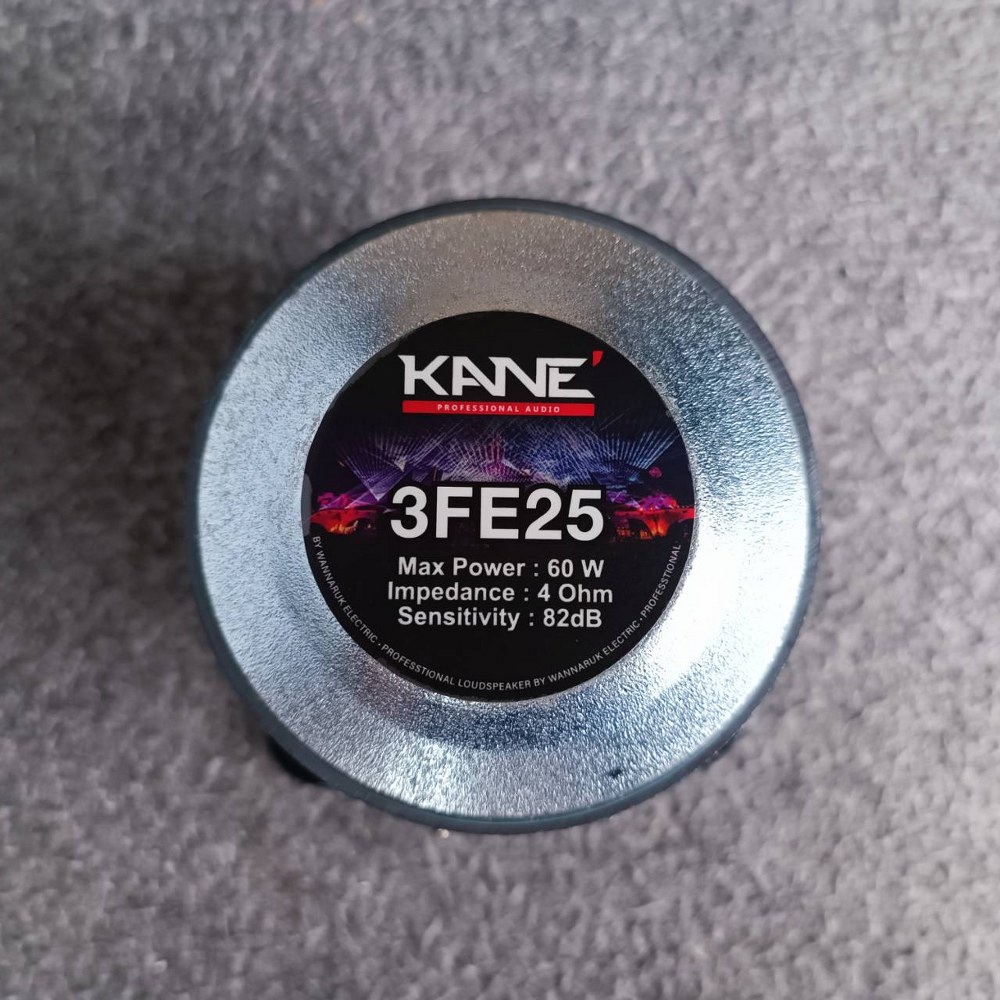 KANE'
PROFESSIONAL AUDIO
3FE25
Max Power : 60 W
Impedance : 4 Ohm
Sensitivity : 82dB
BY WANNARUK ELECTRIC - PROFESSTIONAL LOUDSPEAKER BY WANNARUK ELECTRIC - PROFESSIONAL